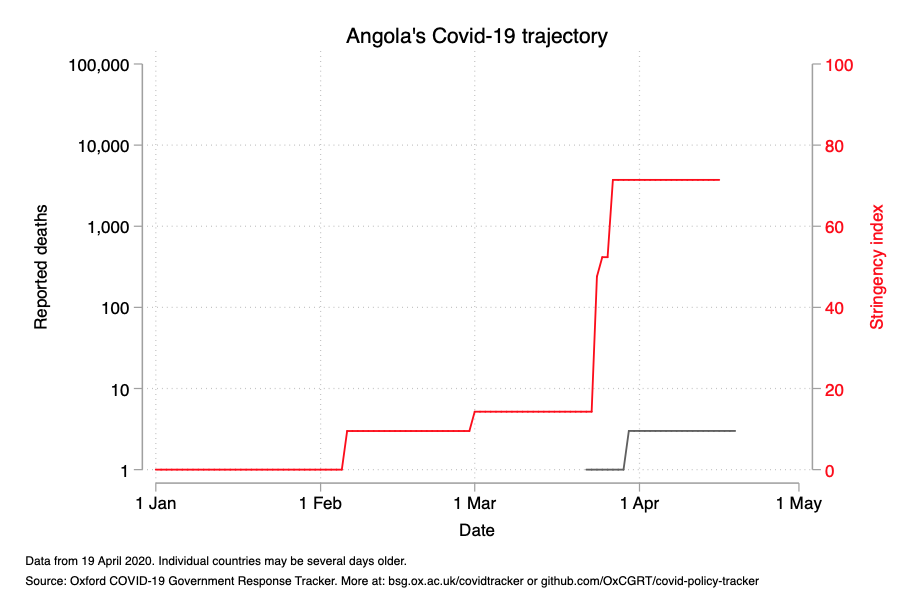 Angola's Covid-19 trajectory
100,000
10,000
1,000
100
10
1
Reported deaths
100
80
60
40
20
0
Stringency index
1 Jan
1 Feb
1 Mar
1 Apr
1 May
Date
Data from 19 April 2020. Individual countries may be several days older.
Source: Oxford COVID-19 Government Response Tracker. More at: bsg.ox.ac.uk/covidtracker or github.com/OxCGRT/covid-policy-tracker